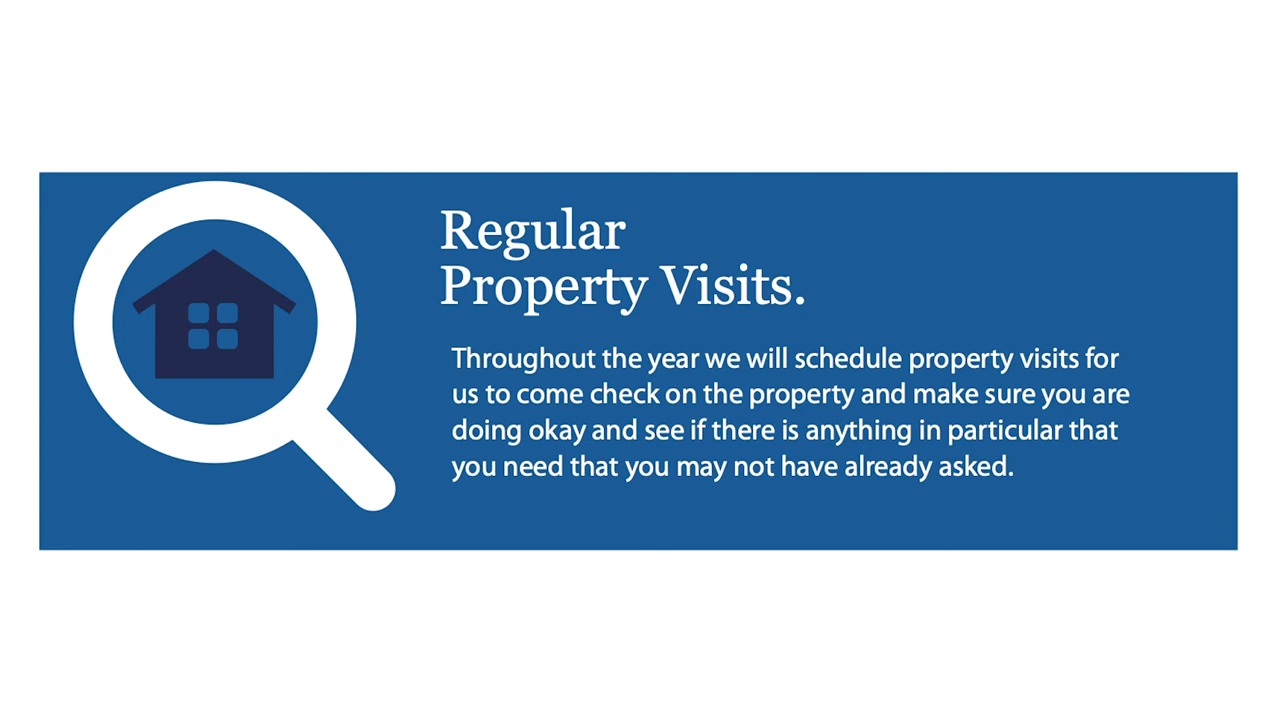 Regular
Property Visits.
Throughout the year we will schedule property visits for
us to come check on the property and make sure you are
doing okay and see if there is anything in particular that
you need that you may not have already asked.